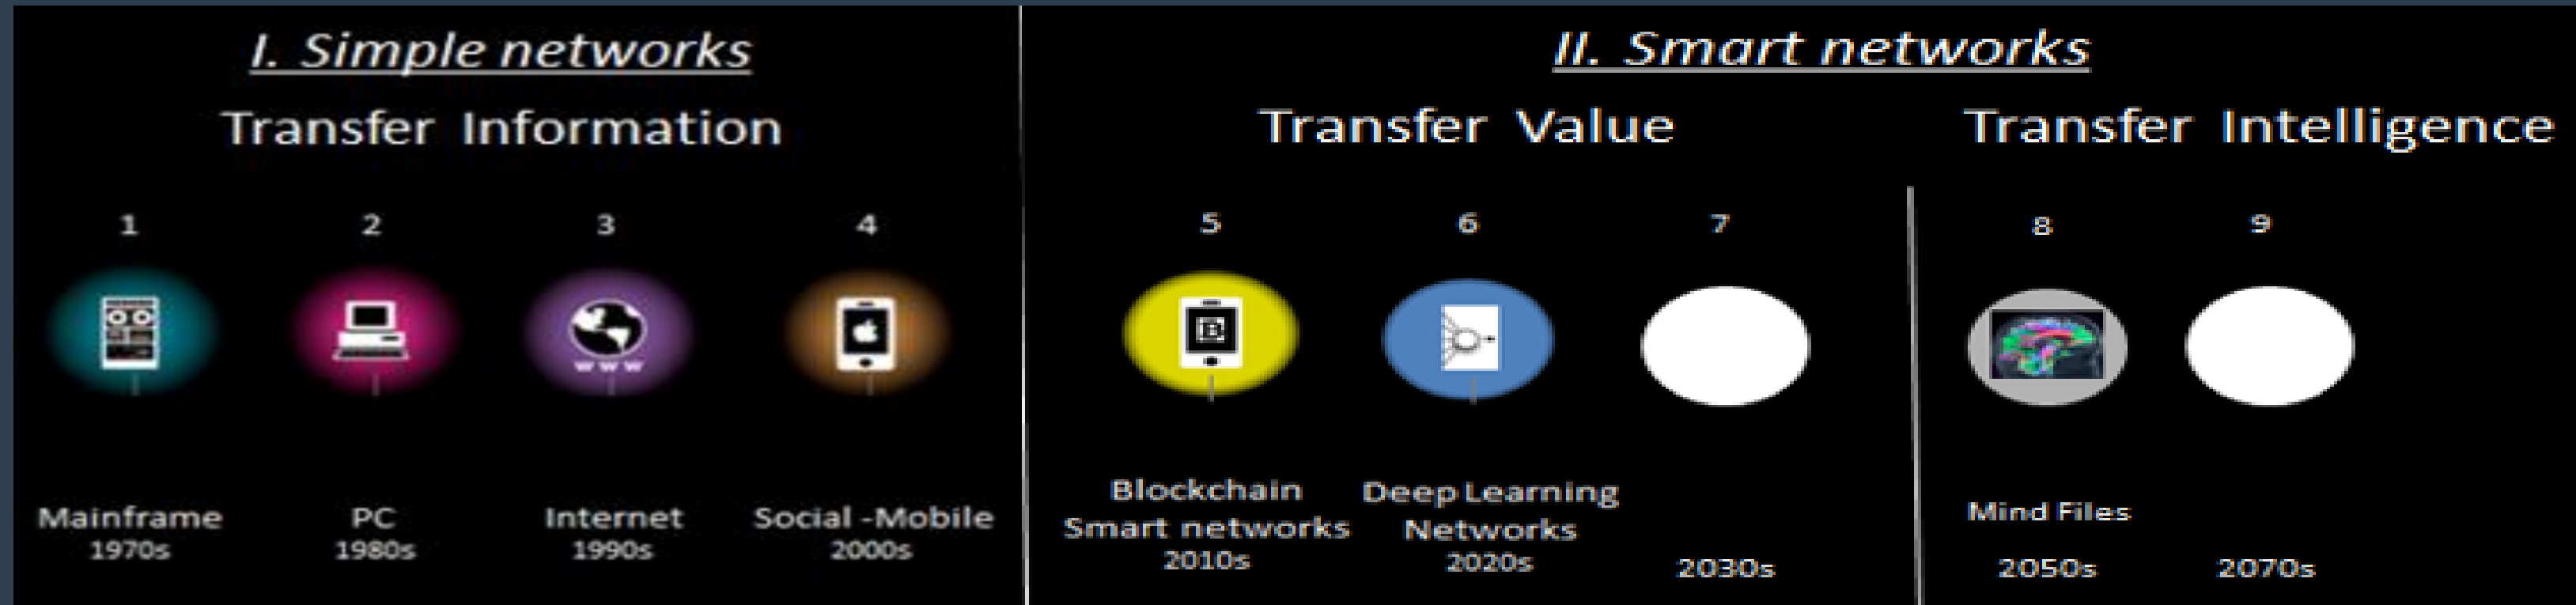 I. Simple networks
Transfer Information
1 2 3 4
WWW
Mainframe
1970s
PC
1980s
Internet
1990s
Social -Mobile
2000s
II. Smart networks
Transfer Value
5 6 7
B
Blockchain
Smart networks
2010s
Deep Learning
Networks
2020s
2030s
Transfer Intelligence
8 9
Mind Files
2050s
2070s